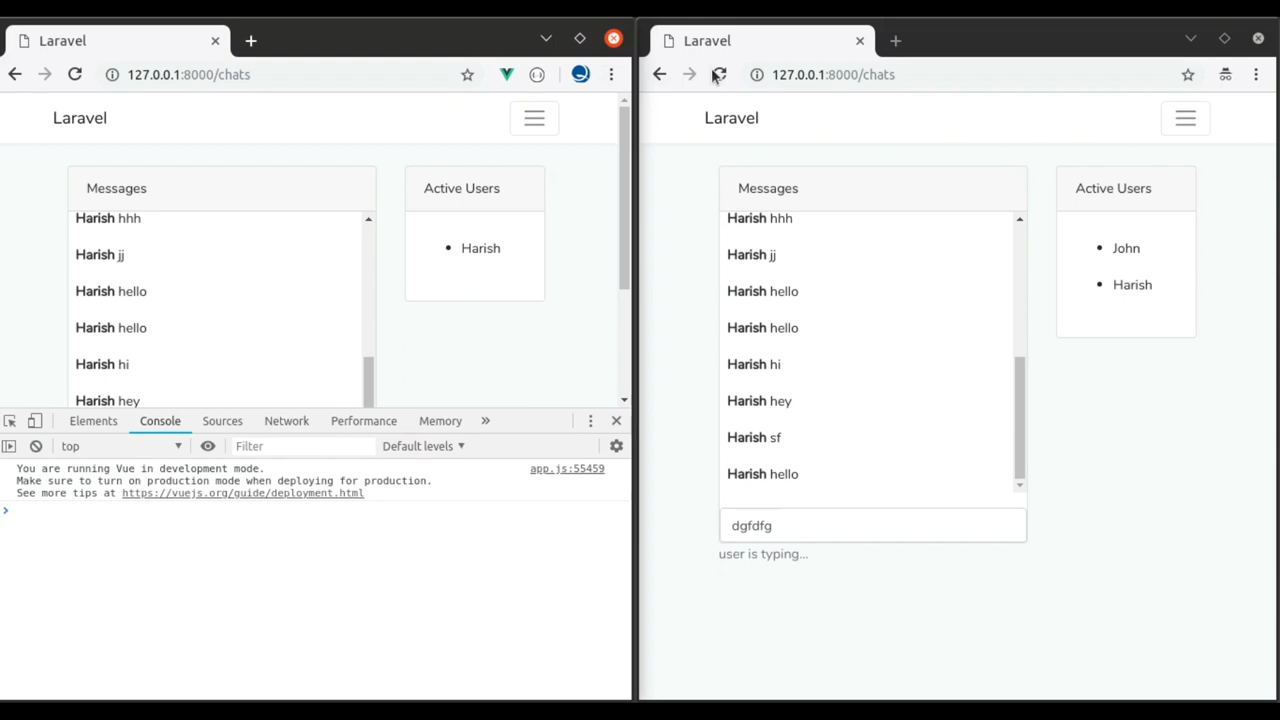 Laravel
127.0.0.1:8000/chats
Laravel
Messages
Harish hhh
Harish jj
Harish hello
Harish hello
Harish hi
Harish hey
Active Users
Harish
Elements Console Sources Network Performance Memory »
top Filter Default levels
You are running Vue in development mode. app.js:55459
Make sure to turn on production mode when deploying for production.
See more tips at https://vuejs.org/guide/deployment.html
Laravel
127.0.0.1:8000/chats
Laravel
Messages
Harish hhh
Harish jj
Harish hello
Harish hello
Harish hi
Harish hey
Harish sf
Harish hello
dgfdfg
user is typing...
Active Users
John
Harish